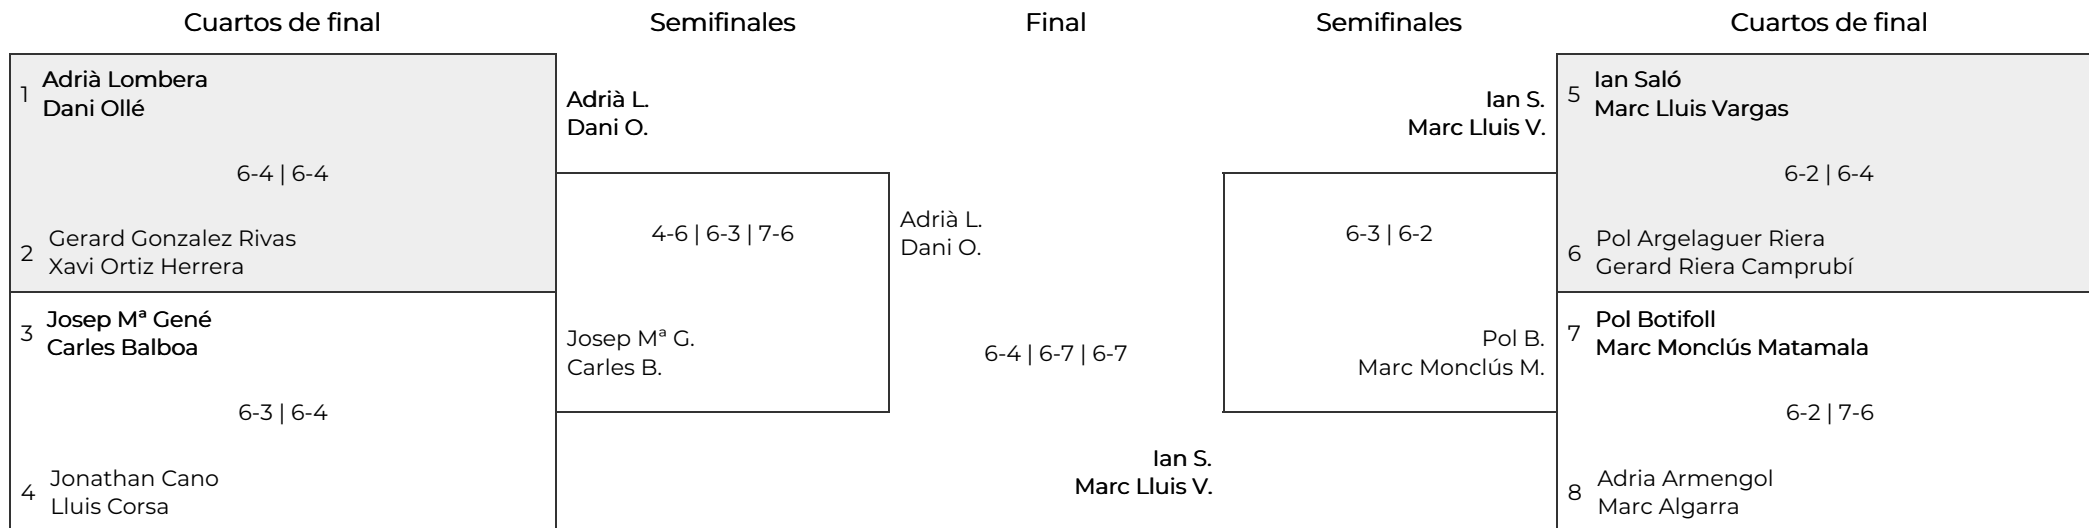 Cuartos de final
Semifinales
Final
Semifinales
Cuartos de final
1
Adrià Lombera
Dani Ollé
6-4 | 6-4
2
Gerard Gonzalez Rivas
Xavi Ortiz Herrera
3
Josep Mª Gené
Carles Balboa
6-3 | 6-4
4
Jonathan Cano
Lluis Corsa
Adrià L.
Dani O.
4-6 | 6-3 | 7-6
Josep Mª G.
Carles B.
Adrià L.
Dani O.
6-4 | 6-7 | 6-7
Ian S.
Marc Lluis V.
Ian S.
Marc Lluis V.
6-3 | 6-2
Pol B.
Marc Monclús M.
5
Ian Saló
Marc Lluis Vargas
6-2 | 6-4
6
Pol Argelaguer Riera
Gerard Riera Camprubí
7
Pol Botifoll
Marc Monclús Matamala
6-2 | 7-6
8
Adria Armengol
Marc Algarra